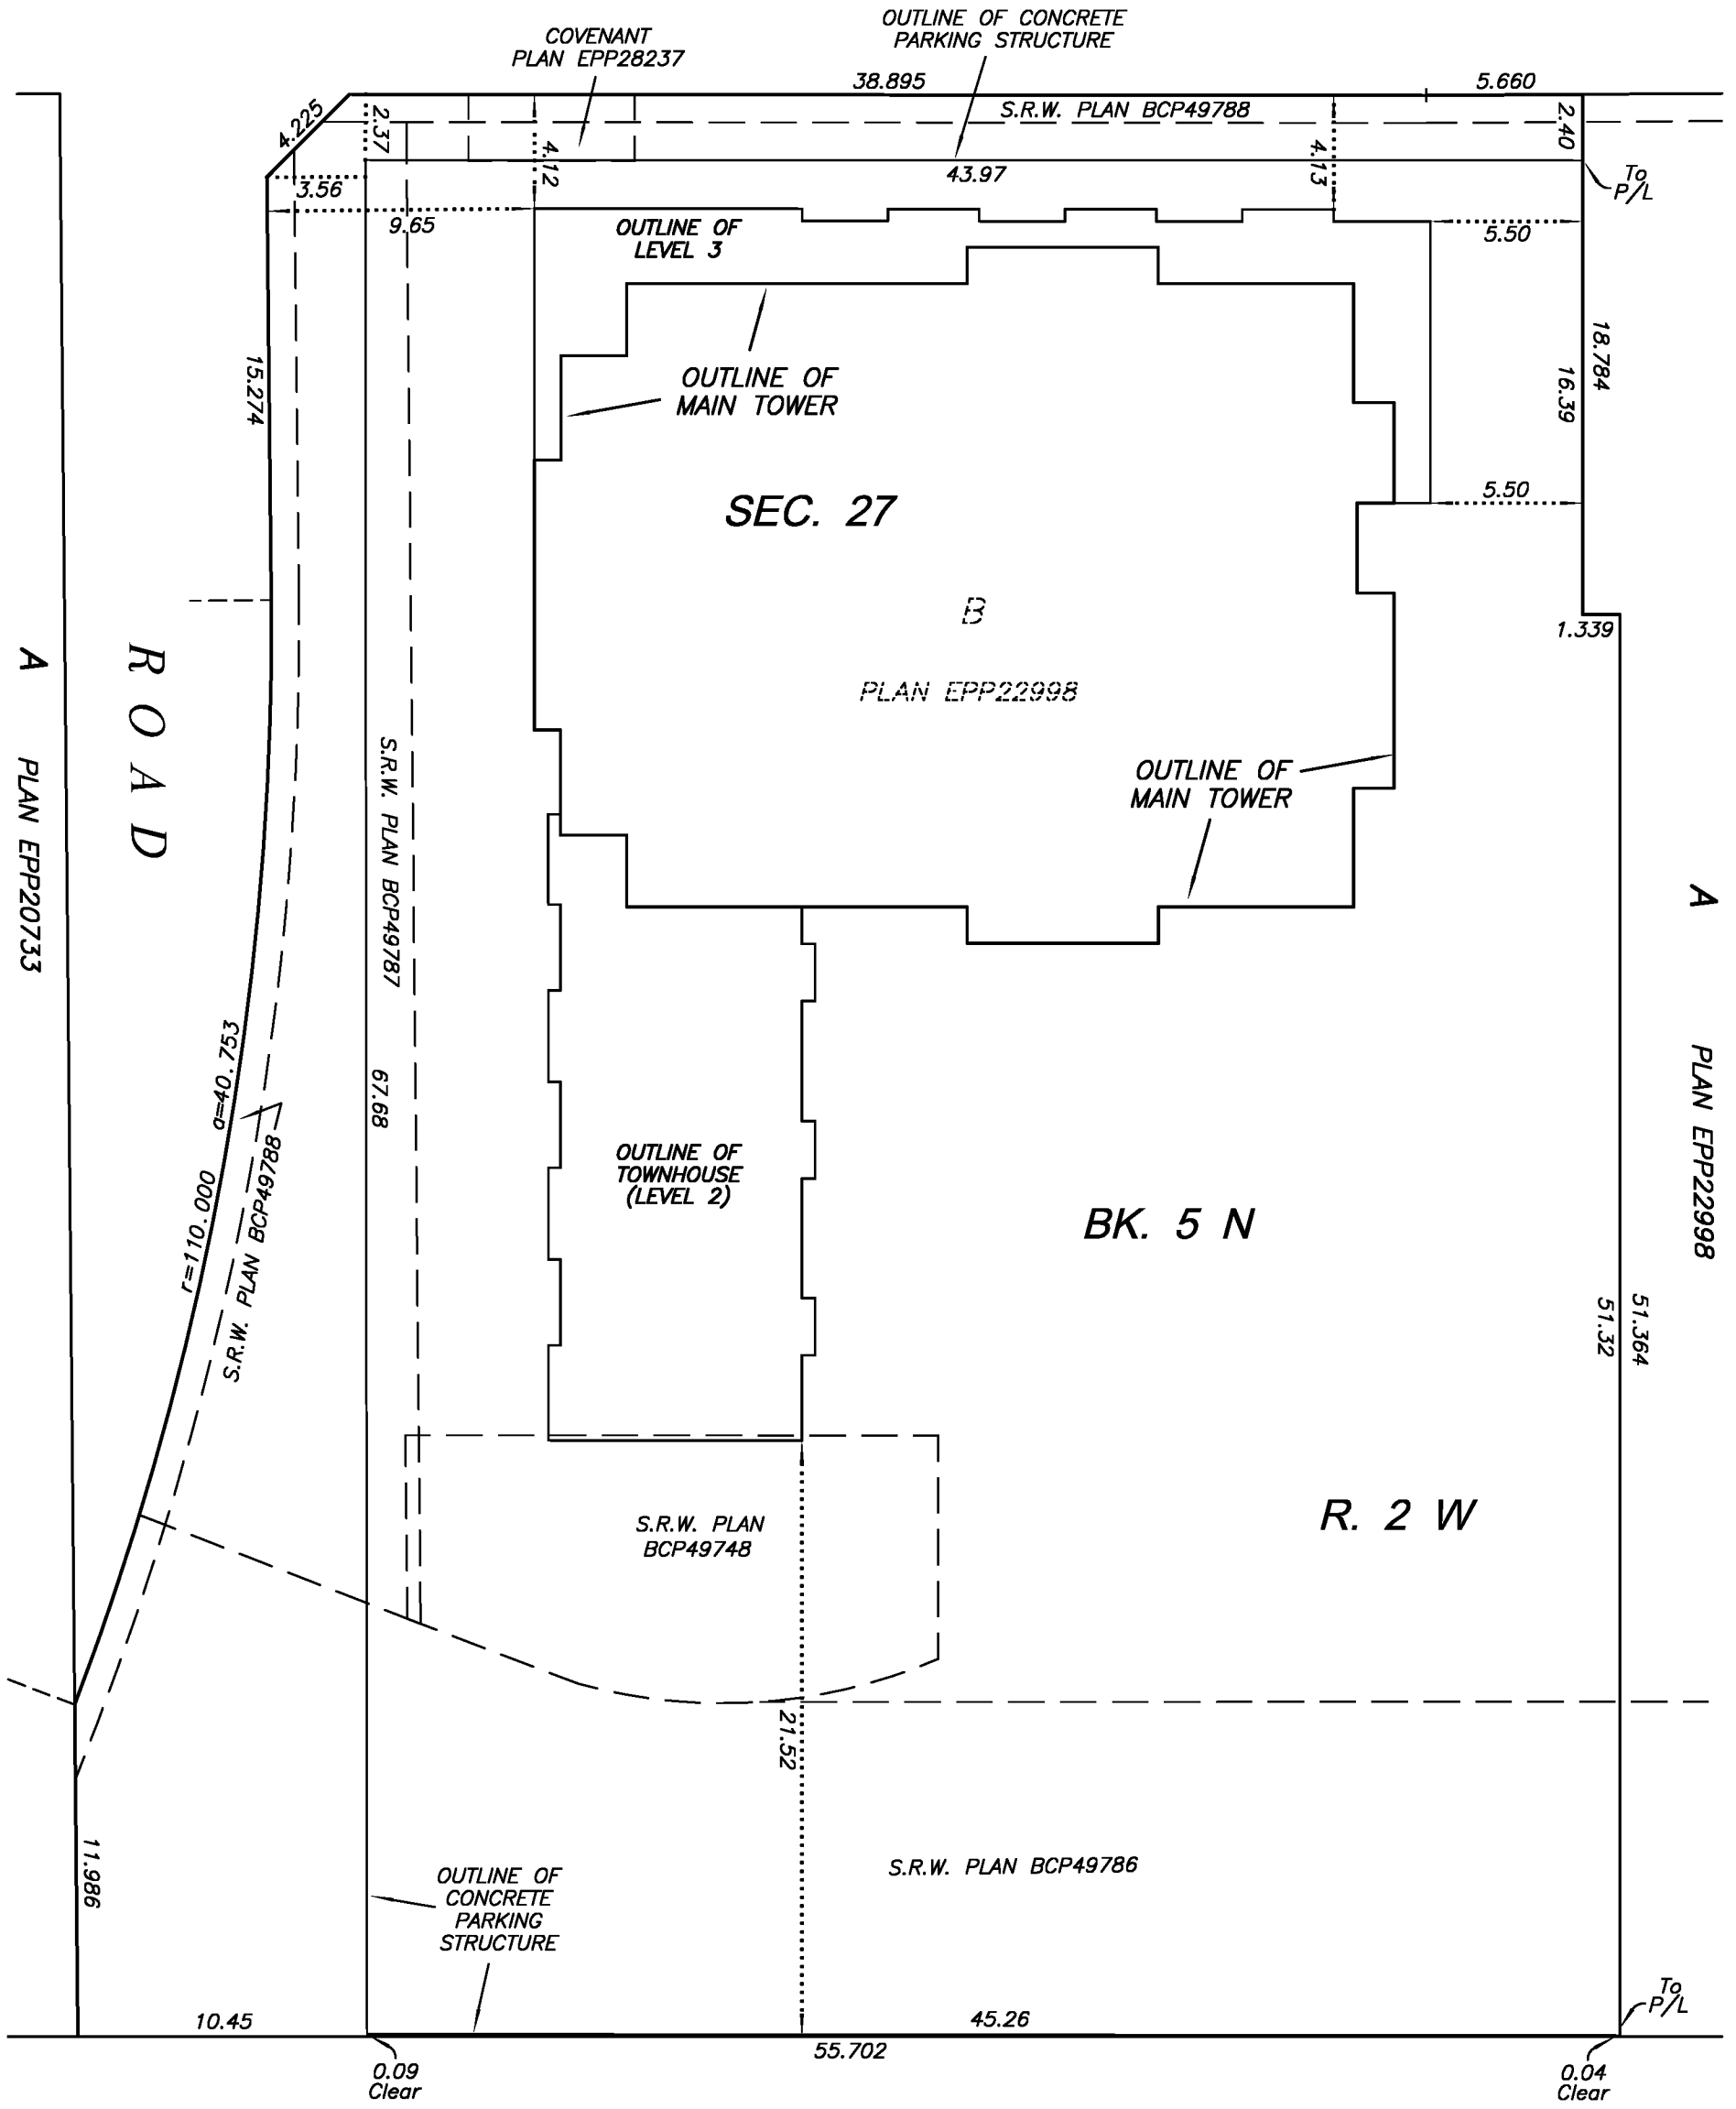 OUTLINE OF CONCRETE
PARKING STRUCTURE
COVENANT
PLAN EPP28237
38.895
5.660
S.R.W. PLAN BCP49788
4.225
2.37
4.12
4.13
2.40
43.97
To
P/L
3.56
9.65
OUTLINE OF
LEVEL 3
5.50
15.274
18.784
16.39
OUTLINE OF
MAIN TOWER
SEC. 27
5.50
B
1.339
PLAN EPP22998
ROAD
A PLAN EPP20733
S.R.W. PLAN BCP49787
OUTLINE OF
MAIN TOWER
A PLAN EPP22998
67.68
r=110.000 a=40.753
S.R.W. PLAN BCP49788
OUTLINE OF
TOWNHOUSE
(LEVEL 2)
BK. 5 N
51.364
51.32
S.R.W. PLAN
BCP49748
R. 2 W
21.52
11.986
S.R.W. PLAN BCP49786
OUTLINE OF
CONCRETE
PARKING
STRUCTURE
To
P/L
10.45
45.26
55.702
0.09
Clear
0.04
Clear